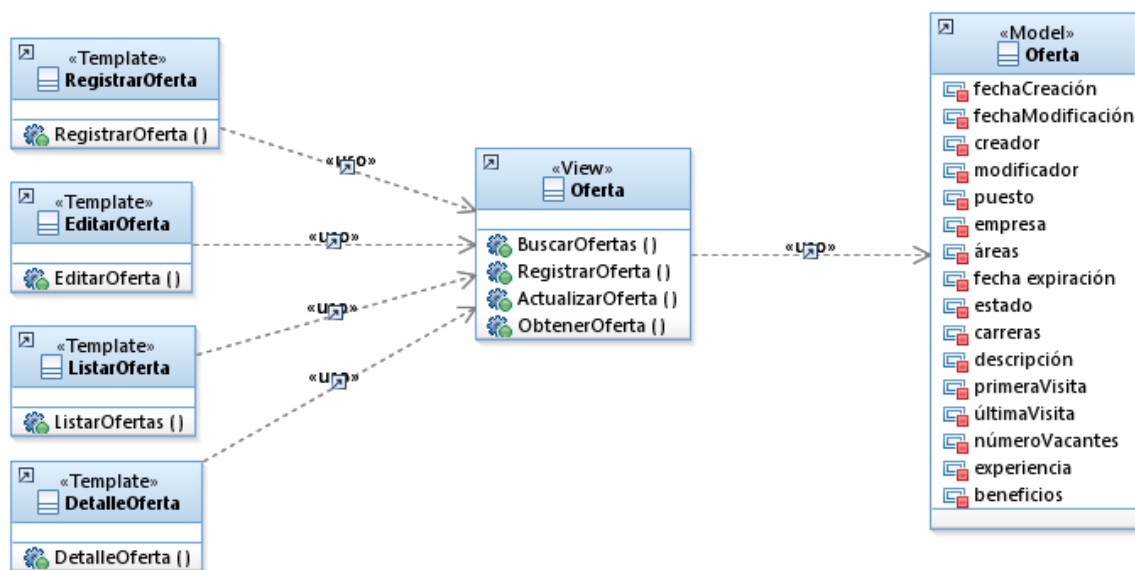 «Template»
RegistrarOferta
RegistrarOferta ()
«Template»
EditarOferta
EditarOferta ()
«Template»
ListarOferta
ListarOfertas ()
«Template»
DetalleOferta
DetalleOferta ()
«uso»
«uso»
«uso»
«uso»
«View»
Oferta
BuscarOfertas ()
RegistrarOferta ()
ActualizarOferta ()
ObtenerOferta ()
«uso»
«Model»
Oferta
fechaCreación
fechaModificación
creador
modificador
puesto
empresa
áreas
fecha expiración
estado
carreras
descripción
primeraVisita
últimaVisita
númeroVacantes
experiencia
beneficios